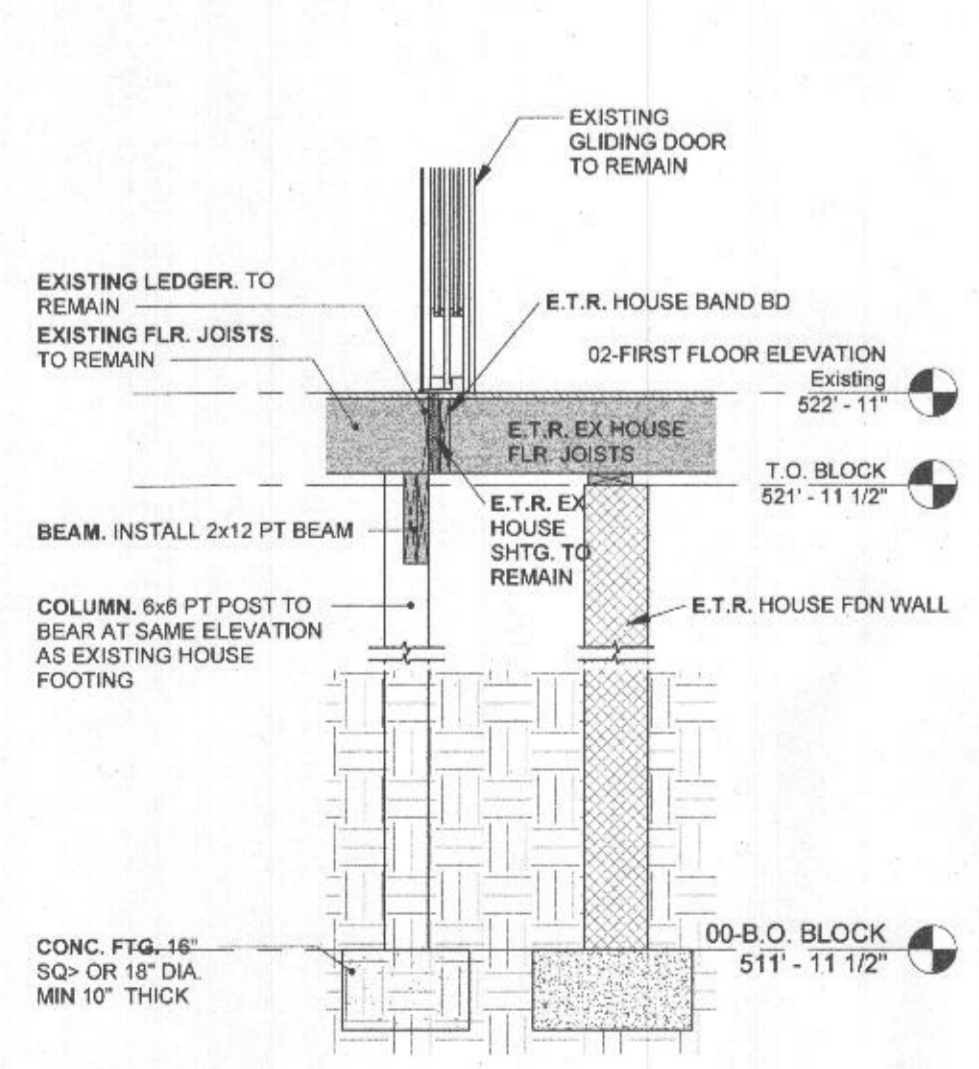 EXISTING
GLIDING DOOR
TO REMAIN
EXISTING LEDGER. TO
REMAIN
EXISTING FLR. JOISTS.
TO REMAIN
E.T.R. HOUSE BAND BD
02-FIRST FLOOR ELEVATION
Existing
522' - 11"
E.T.R. EX HOUSE
FLR. JOISTS
T.O. BLOCK
521' - 11 1/2"
BEAM. INSTALL 2x12 PT BEAM
E.T.R. EX
HOUSE
SHTG. TO
REMAIN
COLUMN. 6x6 PT POST TO
BEAR AT SAME ELEVATION
AS EXISTING HOUSE
FOOTING
E.T.R. HOUSE FDN WALL
CONC. FTG. 16"
SQ> OR 18" DIA.
MIN 10" THICK
00-B.O. BLOCK
511' - 11 1/2"